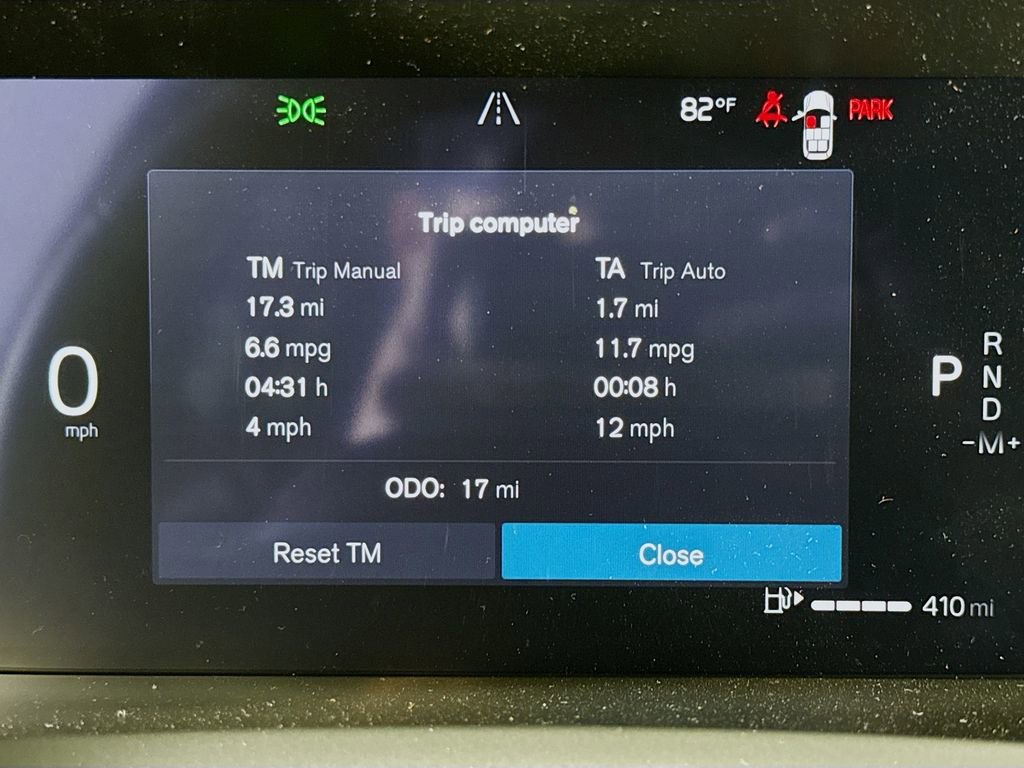 82°F PARK
Trip computer
TM Trip Manual
17.3 mi
6.6 mpg
04:31 h
4 mph
TA Trip Auto
1.7 mi
11.7 mpg
00:08 h
12 mph
ODO: 17 mi
Reset TM
Close
0
mph
P
R
N
D
-M+
410 mi